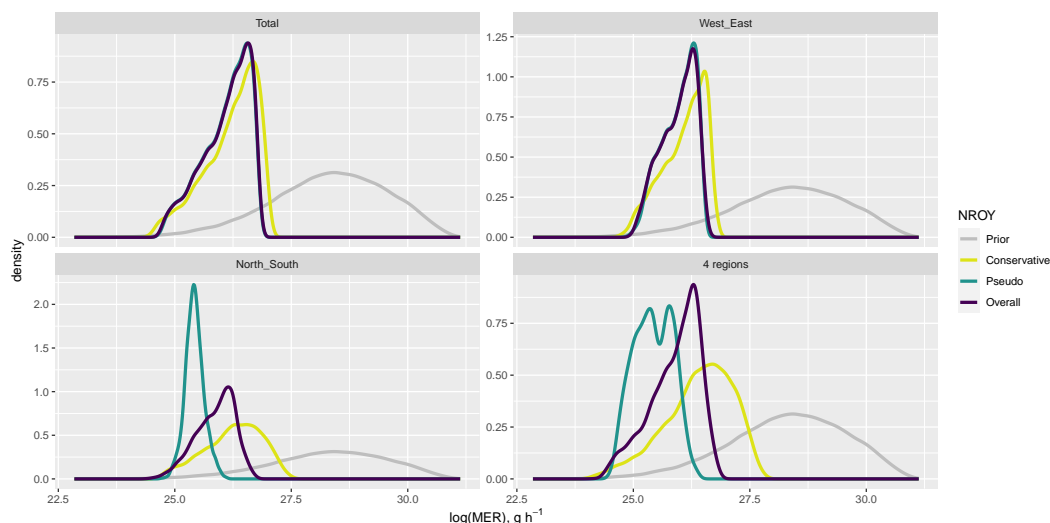 Total
West_East
0.75
0.50
0.25
0.00
1.25
1.00
0.75
0.50
0.25
0.00
North_South
4 regions
2.0
1.5
1.0
0.5
0.0
0.75
0.50
0.25
0.00
22.5
25.0
27.5
30.0
22.5
25.0
27.5
30.0
density
log(MER), g h⁻¹
NROY
Prior
Conservative
Pseudo
Overall